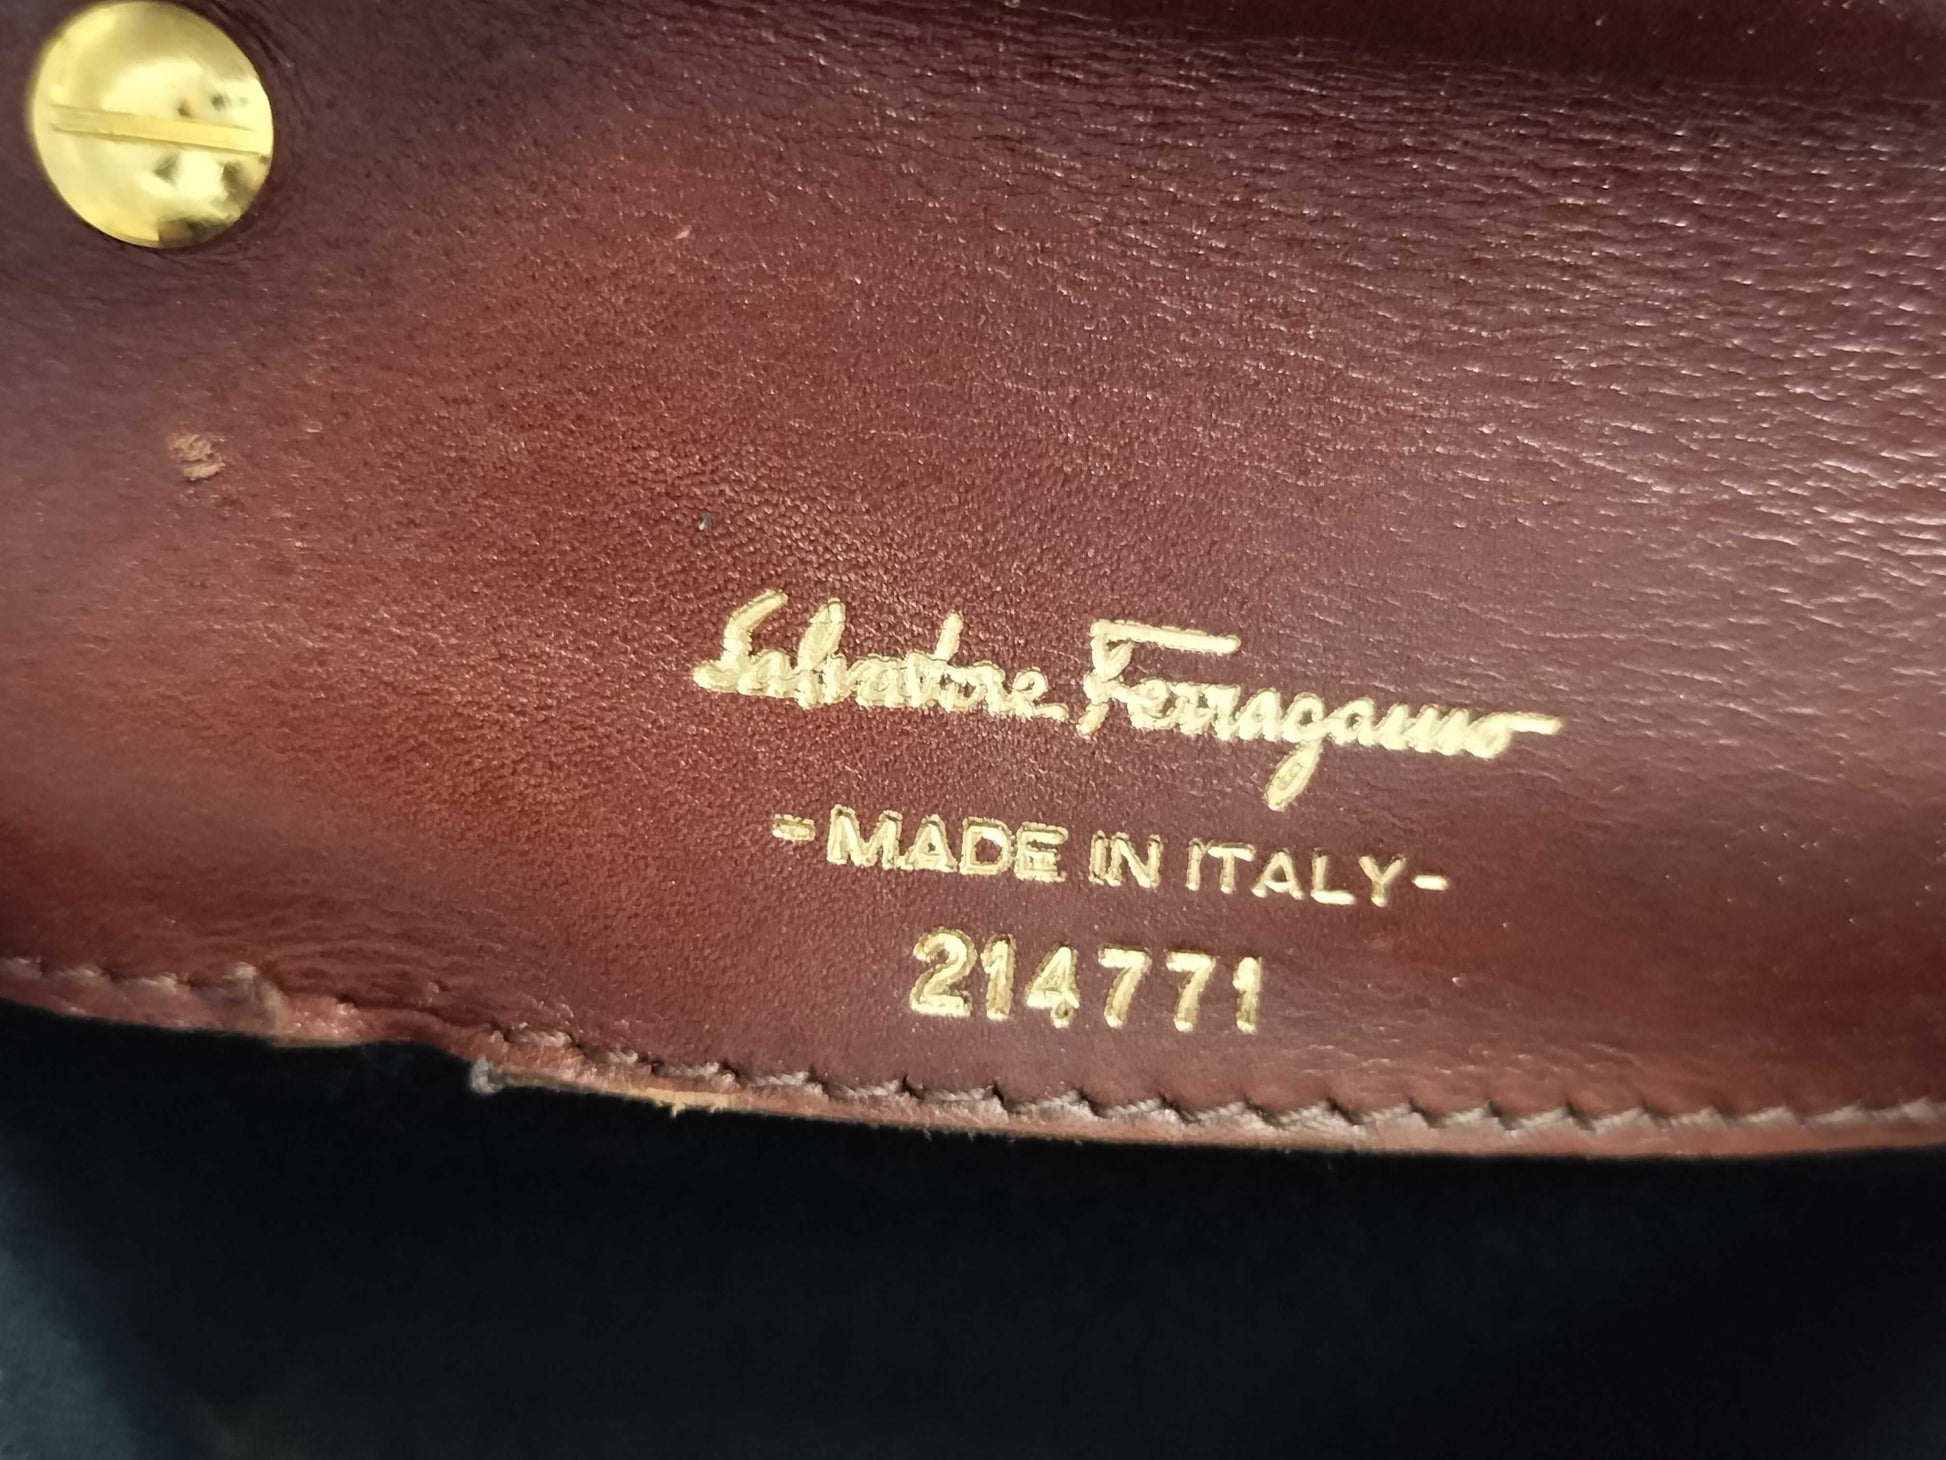 Salvatore Ferragamo
-MADE IN ITALY-
214771